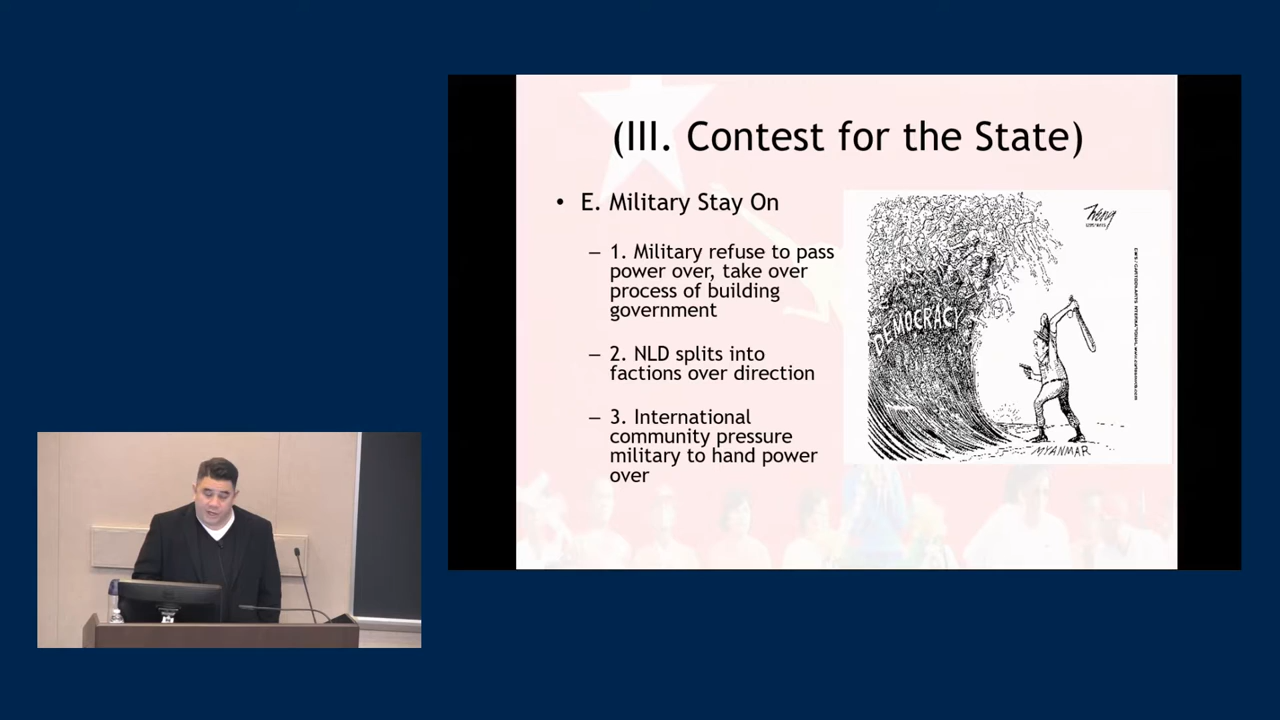 (III. Contest for the State)
• E. Military Stay On
– 1. Military refuse to pass
power over, take over
process of building
government
– 2. NLD splits into
factions over direction
– 3. International
community pressure
military to hand power
over
Heng
DEMOCRACY
MYANMAR